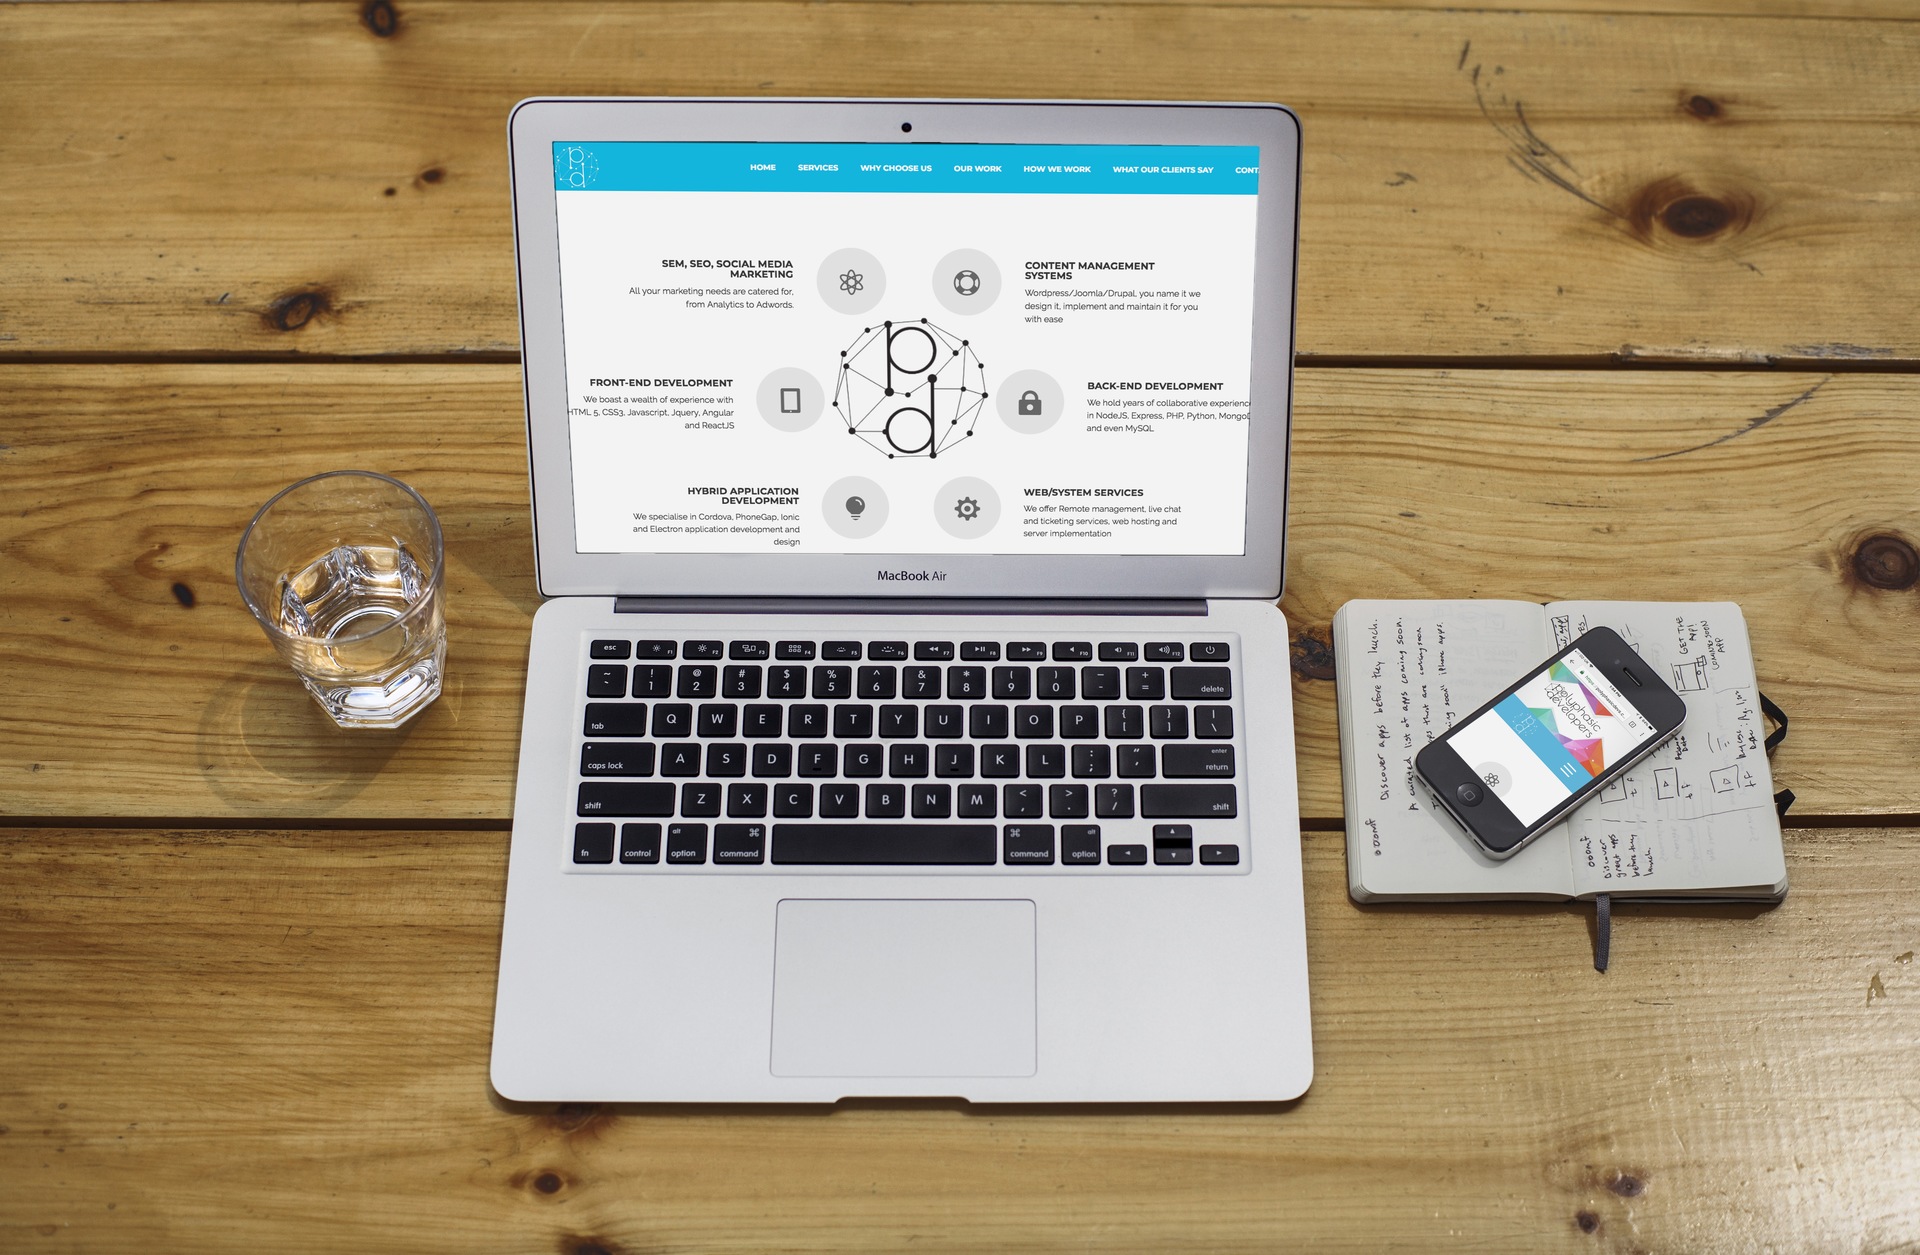 HOME SERVICES WHY CHOOSE US OUR WORK HOW WE WORK WHAT OUR CLIENTS SAY CONT
SEM, SEO, SOCIAL MEDIA
MARKETING
All your marketing needs are catered for,
from Analytics to Adwords.
CONTENT MANAGEMENT
SYSTEMS
Wordpress/Joomla/Drupal, you name it we
design it, implement and maintain it for you
with ease
pd
FRONT-END DEVELOPMENT
We boast a wealth of experience with
HTML 5, CSS3, Javascript, Jquery, Angular
and ReactJS
BACK-END DEVELOPMENT
We hold years of collaborative experienc
in NodeJS, Express, PHP, Python, Mongo
and even MySQL
HYBRID APPLICATION
DEVELOPMENT
We specialise in Cordova, PhoneGap, Ionic
and Electron application development and
design
WEB/SYSTEM SERVICES
We offer Remote management, live chat
and ticketing services, web hosting and
server implementation
MacBook Air
esc F1 F2 F3 F4 F5 F6 F7 F8 F9 F10 F11 F12
~ ! @ # $ % ^ & * ( ) _ +
` 1 2 3 4 5 6 7 8 9 0 - = delete
tab Q W E R T Y U I O P { [ } ] | \
caps lock A S D F G H J K L : ; " ' enter return
shift Z X C V B N M < , > . ? / shift
fn control alt option ⌘ command ⌘ command alt option
Discover apps before they launch.
A curated list of apps coming soon.
that are coming soon
soon iPhone apps.
GET THE
APP!
COMING SOON
APP
polyphasic
developers
ooomf
ooomf
Discover
great apps
before they
launch